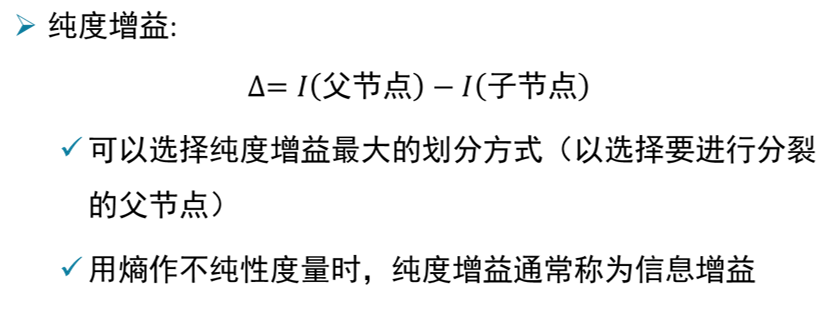 ➢ 纯度增益:
Δ= I(父节点) − I(子节点)
✓ 可以选择纯度增益最大的划分方式（以选择要进行分裂
的父节点）
✓ 用熵作不纯性度量时，纯度增益通常称为信息增益